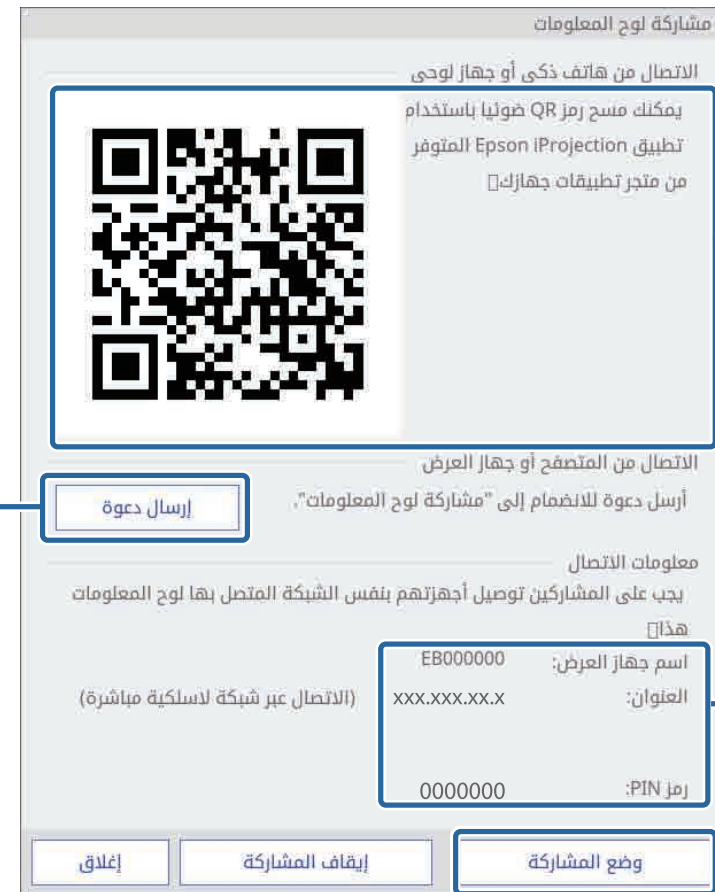 مشاركة لوح المعلومات
الاتصال من هاتف ذكي أو جهاز لوحي
يمكنك مسح رمز QR ضوئيا باستخدام
تطبيق Epson iProjection المتوفر
من متجر تطبيقات جهازك
الاتصال من المتصفح أو جهاز العرض
أرسل دعوة للانضمام إلى "مشاركة لوح المعلومات".
إرسال دعوة
معلومات الاتصال
يجب على المشاركين توصيل أجهزتهم بنفس الشبكة المتصل بها لوح المعلومات
هذا
اسم جهاز العرض: EB000000
العنوان: xxx.xxx.xx.x (الاتصال عبر شبكة لاسلكية مباشرة)
رمز PIN: 0000000
وضع المشاركة
إيقاف المشاركة
إغلاق